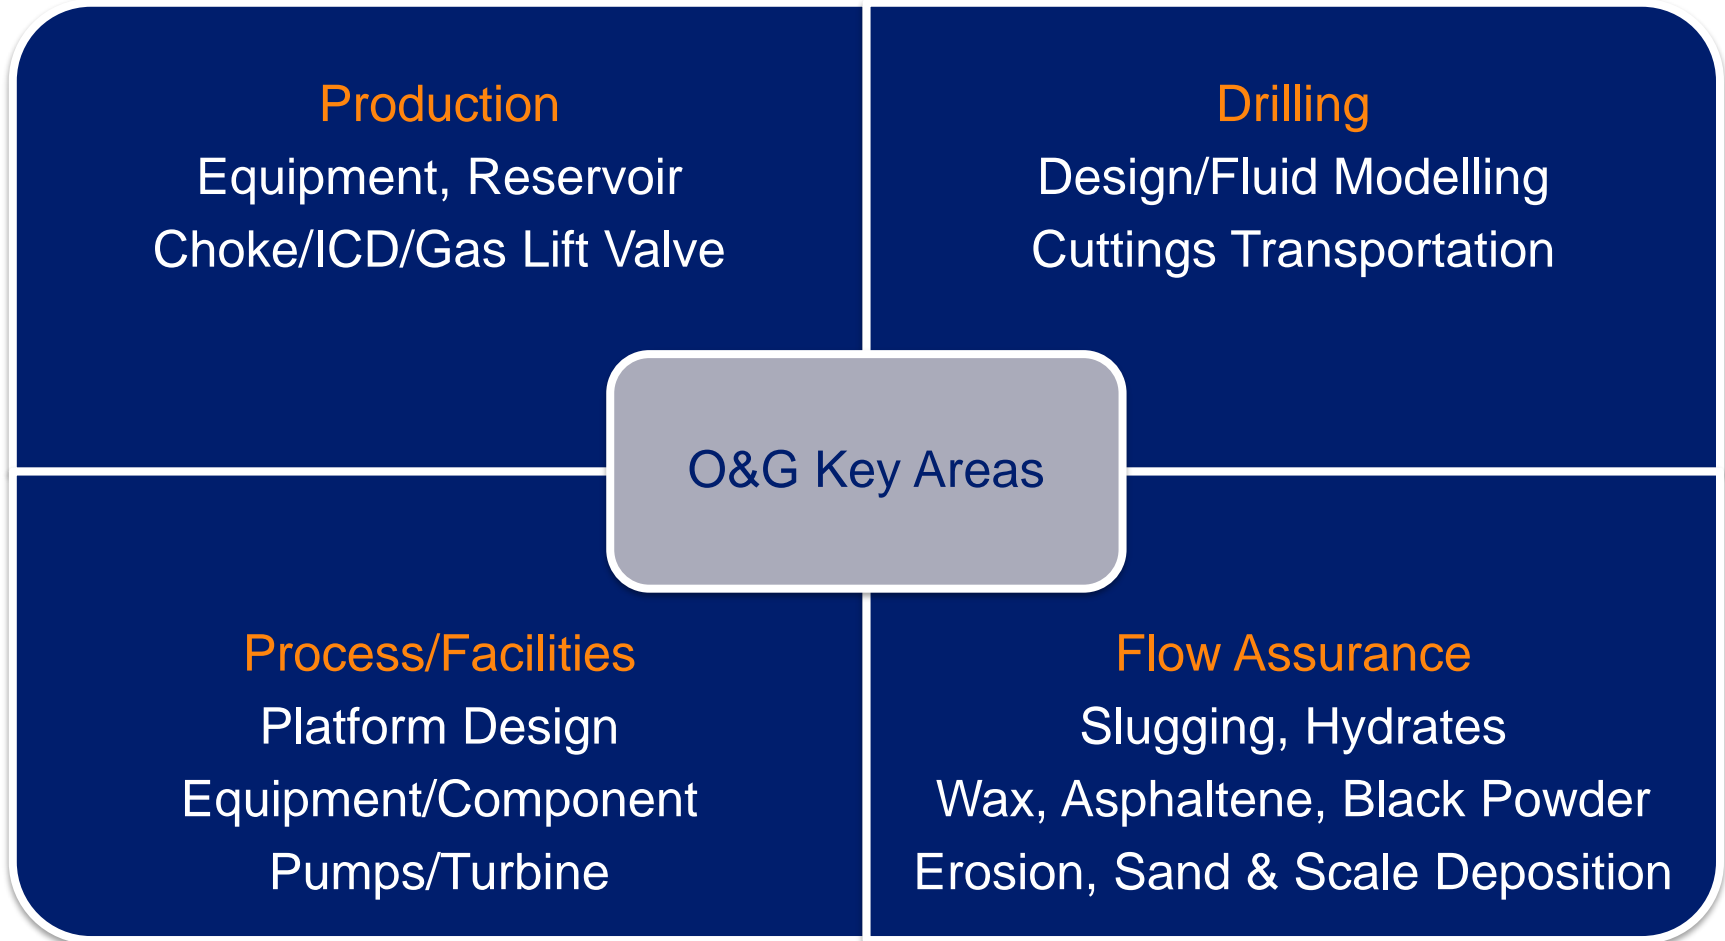 Production
Equipment, Reservoir
Choke/ICD/Gas Lift Valve
Drilling
Design/Fluid Modelling
Cuttings Transportation
O&G Key Areas
Process/Facilities
Platform Design
Equipment/Component
Pumps/Turbine
Flow Assurance
Slugging, Hydrates
Wax, Asphaltene, Black Powder
Erosion, Sand & Scale Deposition